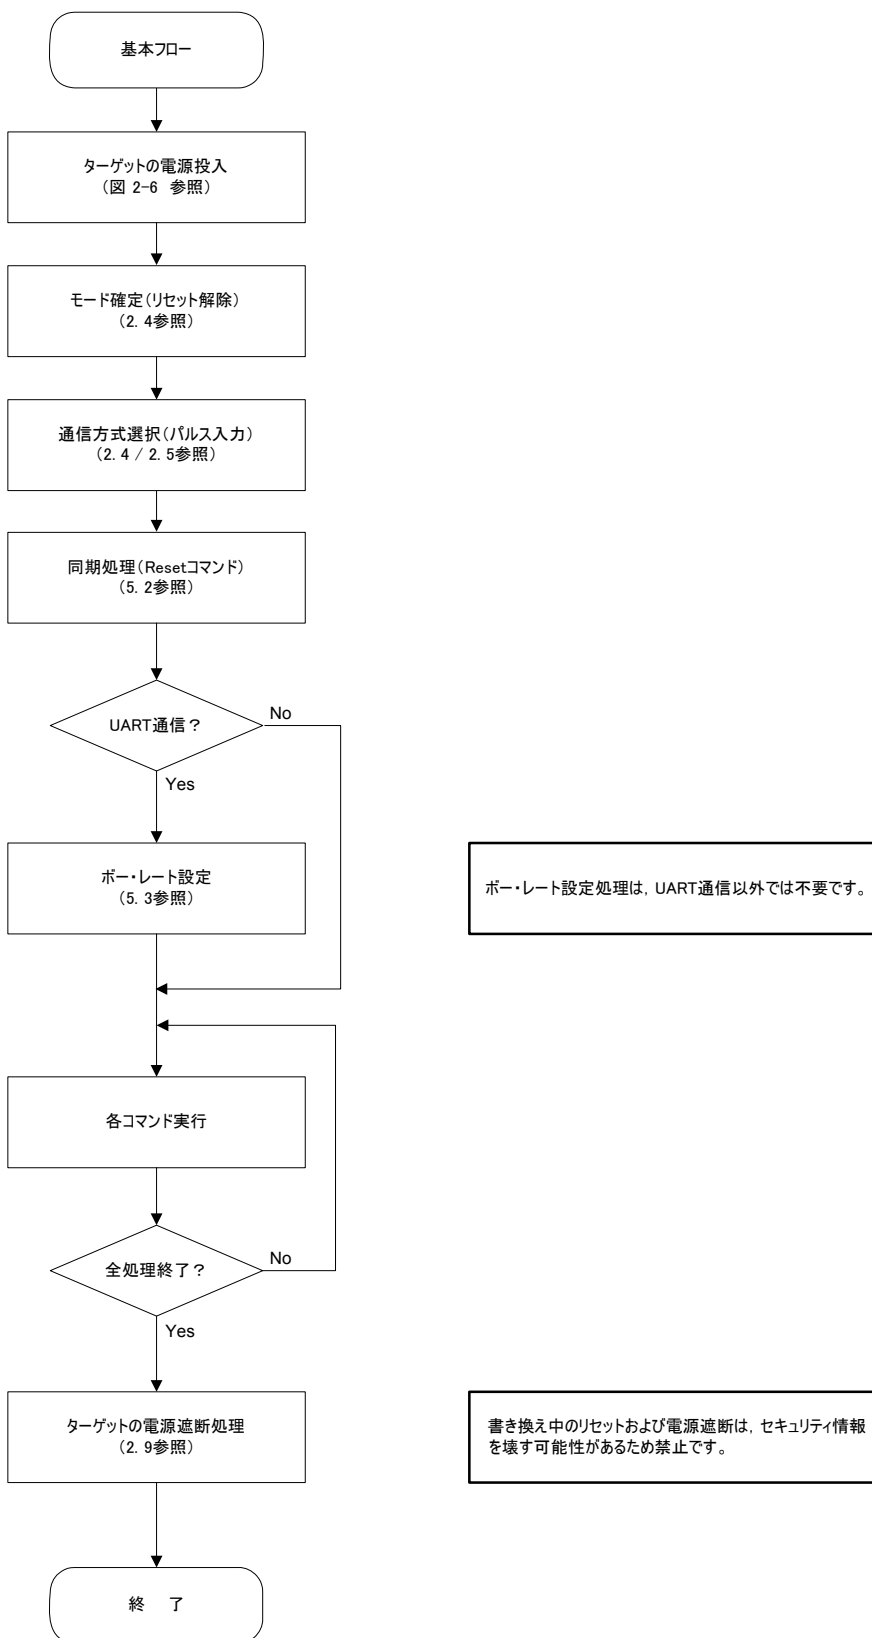 基本フロー
ターゲットの電源投入
（図 2-6 参照）
モード確定（リセット解除）
（2. 4参照）
通信方式選択（パルス入力）
（2. 4 / 2. 5参照）
同期処理（Resetコマンド）
（5. 2参照）
UART通信？
No
Yes
ボー・レート設定
（5. 3参照）
ボー・レート設定処理は，UART通信以外では不要です。
各コマンド実行
全処理終了？
No
Yes
ターゲットの電源遮断処理
（2. 9参照）
書き換え中のリセットおよび電源遮断は，セキュリティ情報
を壊す可能性があるため禁止です。
終 了